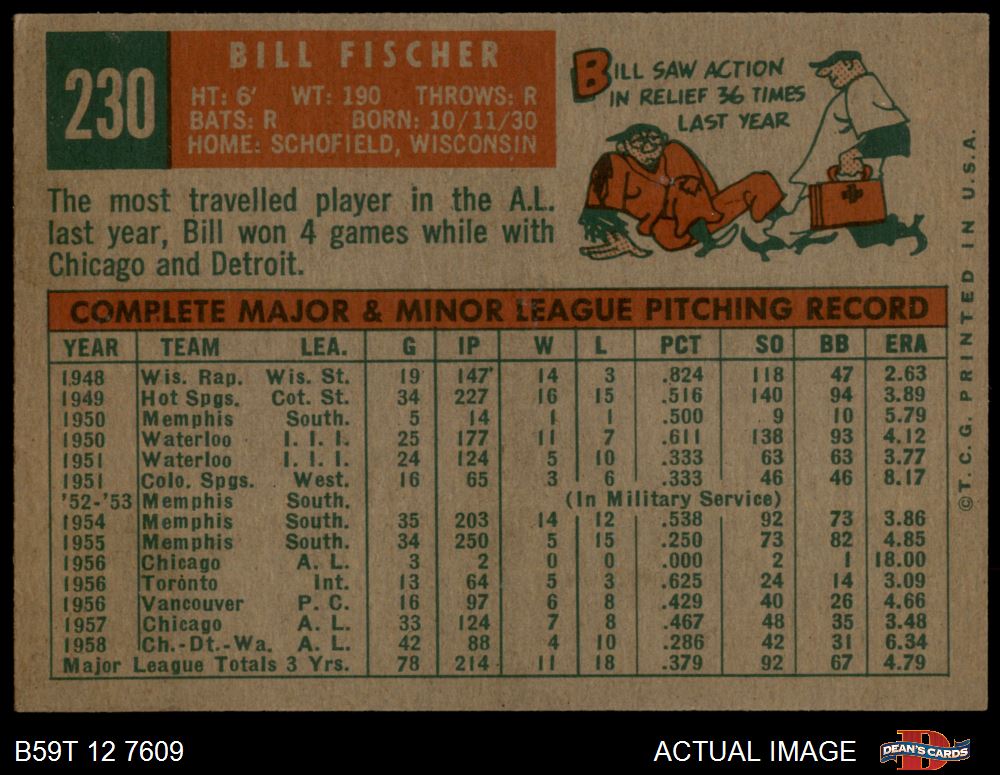 230
BILL FISCHER
HT: 6' WT: 190 THROWS: R
BATS: R BORN: 10/11/30
HOME: SCHOFIELD, WISCONSIN
BILL SAW ACTION
IN RELIEF 36 TIMES
LAST YEAR
The most travelled player in the A.L.
last year, Bill won 4 games while with
Chicago and Detroit.
COMPLETE MAJOR & MINOR LEAGUE PITCHING RECORD
YEAR TEAM LEA. G IP W L PCT SO BB ERA
1948 Wis. Rap. Wis. St. 19 147 14 3 .824 118 47 2.63
1949 Hot Spgs. Cot. St. 34 227 16 15 .516 140 94 3.89
1950 Memphis South. 5 14 1 1 .500 9 10 5.79
1950 Waterloo I. I. I. 25 177 11 7 .611 138 93 4.12
1951 Waterloo I. I. I. 24 124 5 10 .333 63 63 3.77
1951 Colo. Spgs. West. 16 65 3 6 .333 46 46 8.17
'52-'53 Memphis South. (In Military Service)
1954 Memphis South. 35 203 14 12 .538 92 73 3.86
1955 Memphis South. 34 250 5 15 .250 73 82 4.85
1956 Chicago A. L. 3 2 0 0 .000 2 1 18.00
1956 Toronto Int. 13 64 5 3 .625 24 14 3.09
1956 Vancouver P. C. 16 97 6 8 .429 40 26 4.66
1957 Chicago A. L. 33 124 7 8 .467 48 35 3.48
1958 Ch.-Dt.-Wa. A. L. 42 88 4 10 .286 42 31 6.34
Major League Totals 3 Yrs. 78 214 11 18 .379 92 67 4.79
©T.C.G. PRINTED IN U.S.A.
B59T 12 7609
ACTUAL IMAGE
D
DEAN'S CARDS